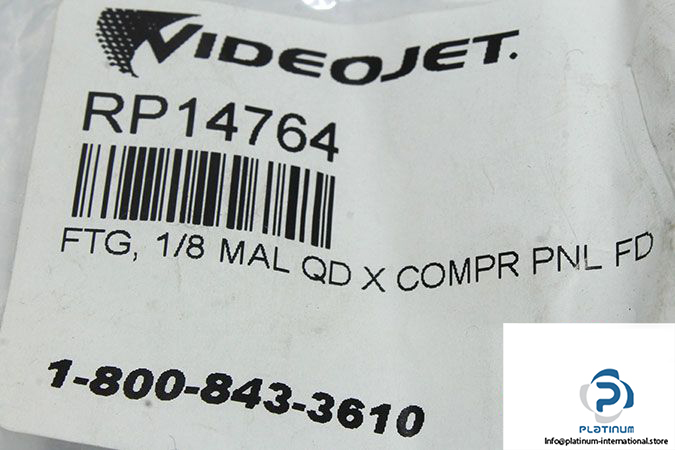 VIDEOJET.
RP14764
FTG, 1/8 MAL QD X COMPR PNL FD
1-800-843-3610
PLATINUM
Info@platinum-international.store